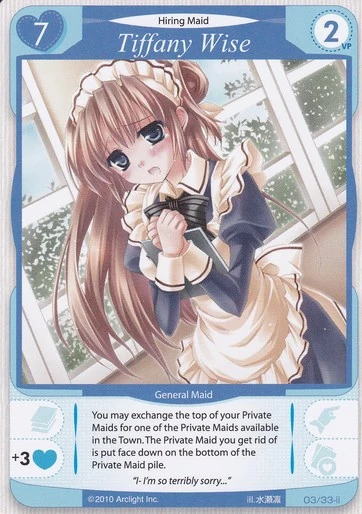 Hiring Maid
7
Tiffany Wise
2
VP
General Maid
You may exchange the top of your Private
Maids for one of the Private Maids available
in the Town. The Private Maid you get rid of
is put face down on the bottom of the
Private Maid pile.
+3
"I- I'm so terribly sorry..."
©2010 Arclight Inc.
ill.水瀬凛
03/33-ii